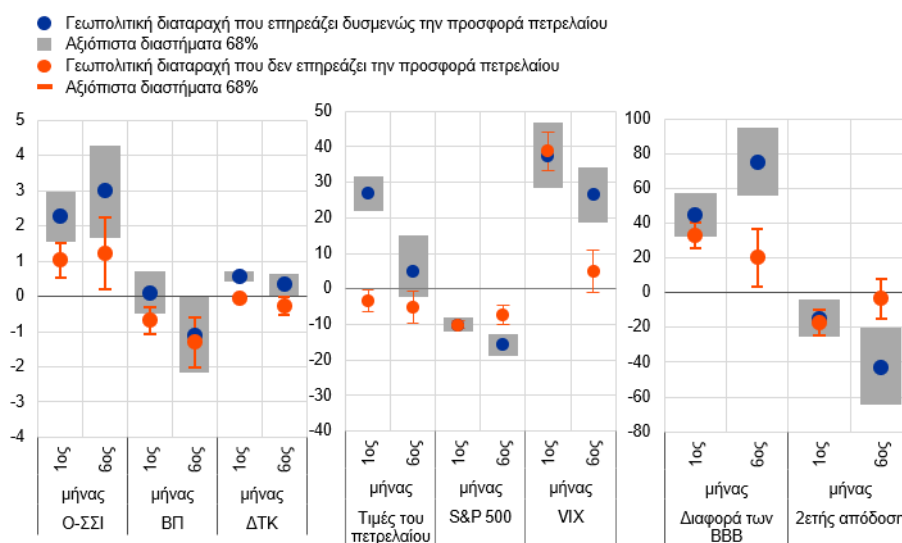 Γεωπολιτική διαταραχή που επηρεάζει δυσμενώς την προσφορά πετρελαίου
Αξιόπιστα διαστήματα 68%
Γεωπολιτική διαταραχή που δεν επηρεάζει την προσφορά πετρελαίου
Αξιόπιστα διαστήματα 68%
5
4
3
2
1
0
-1
-2
-3
-4
1ος
6ος
1ος
6ος
1ος
6ος
μήνας
μήνας
μήνας
Ο-ΣΣΙ
ΒΠ
ΔΤΚ
50
40
30
20
10
0
-10
-20
-30
-40
1ος
6ος
1ος
6ος
1ος
6ος
μήνας
μήνας
μήνας
Τιμές του
πετρελαίου
S&P 500
VIX
100
80
60
40
20
0
-20
-40
-60
-80
1ος
6ος
1ος
6ος
μήνας
μήνας
Διαφορά των
BBB
2ετής απόδοση